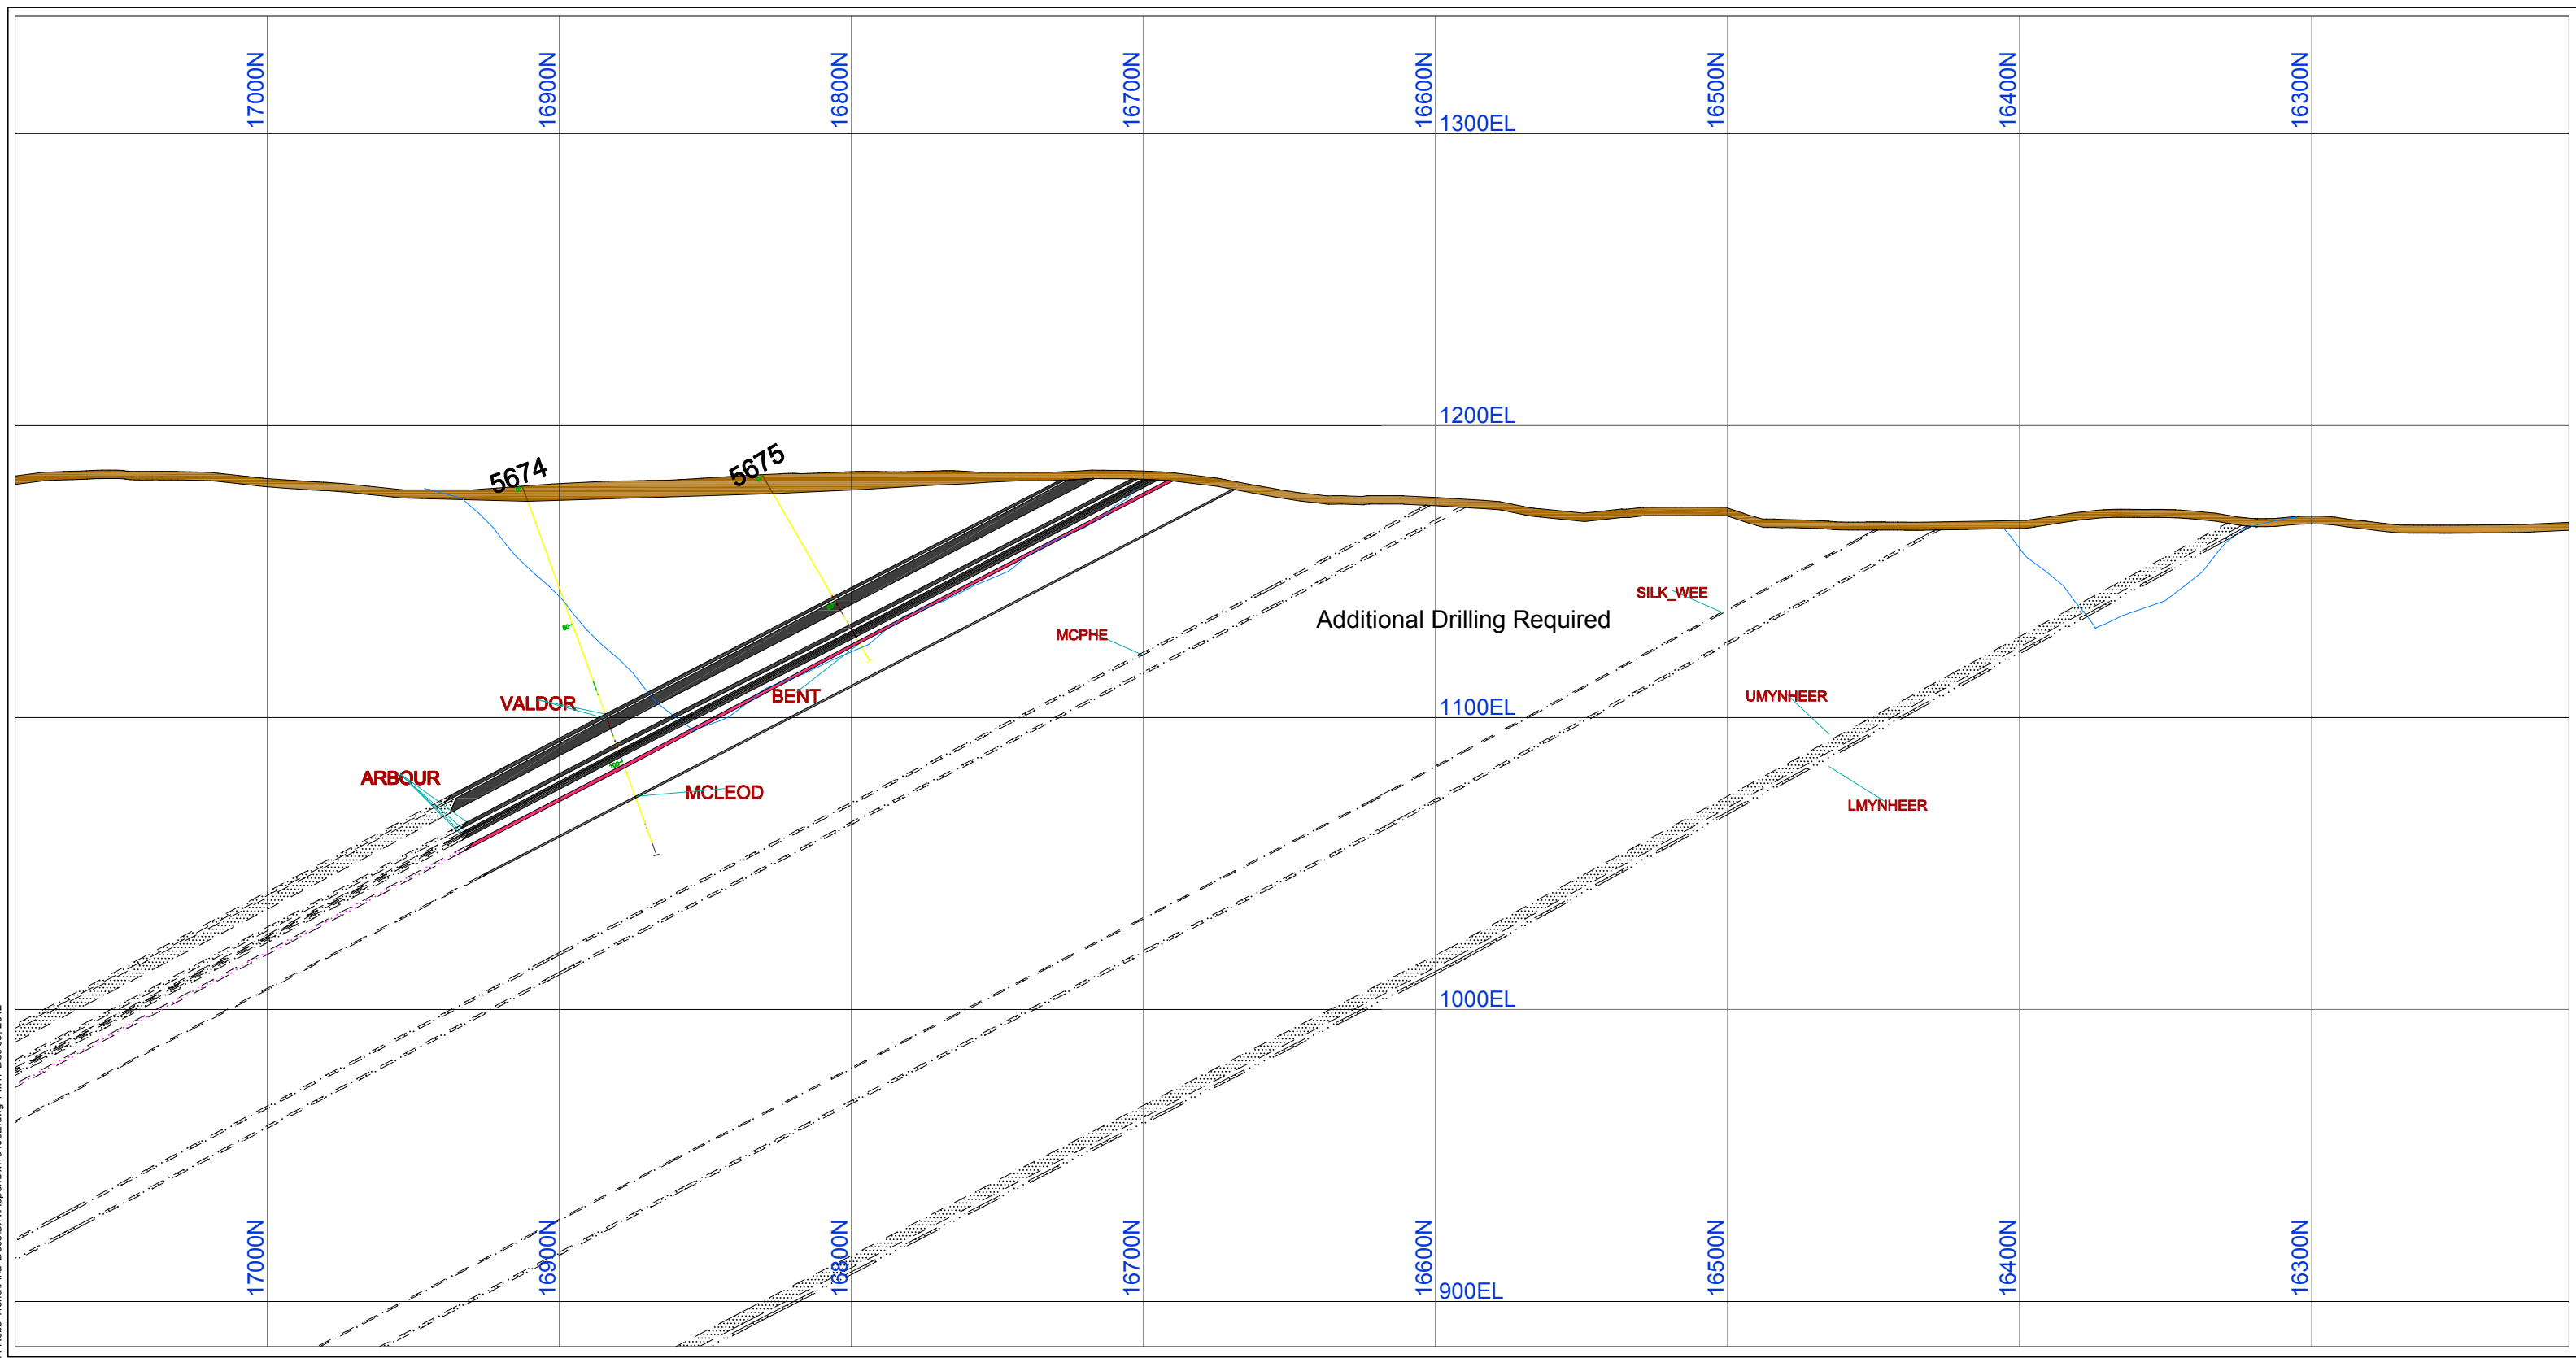 17000N
16900N
16800N
16700N
16600N
16500N
16400N
16300N
1300EL
1200EL
5674
5675
SILK_WEE
Additional Drilling Required
MCPHE
VALDOR
BENT
UMYNHEER
1100EL
ARBOUR
MCLEOD
LMYNHEER
1000EL
17000N
16900N
16800N
16700N
16600N
16500N
16400N
16300N
900EL